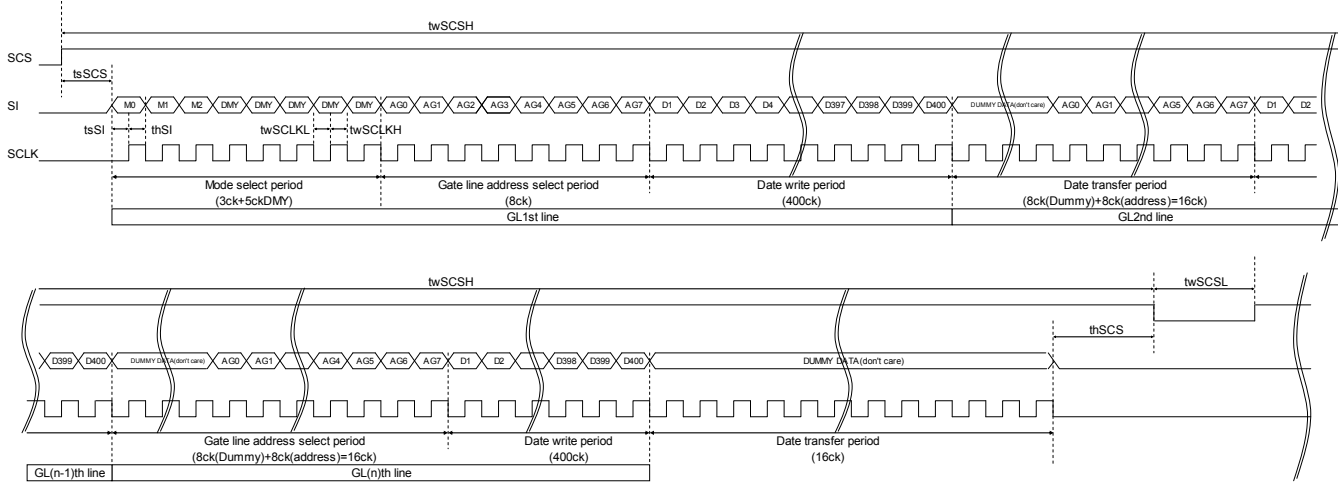 twSCSH
SCS
tsSCS
SI M0 M1 M2 DMY DMY DMY DMY DMY AG0 AG1 AG2 AG3 AG4 AG5 AG6 AG7 D1 D2 D3 D4 D397 D398 D399 D400 DUMMY DATA(don't care) AG0 AG1 AG5 AG6 AG7 D1 D2
tsSI thSI twSCLKL twSCLKH
SCLK
Mode select period Gate line address select period Date write period Date transfer period
(3ck+5ckDMY) (8ck) (400ck) (8ck(Dummy)+8ck(address)=16ck)
GL1st line GL2nd line
twSCSH twSCSL
thSCS
D399 D400 DUMMY DATA(don't care) AG0 AG1 AG4 AG5 AG6 AG7 D1 D2 D398 D399 D400 DUMMY DATA(don't care)
Gate line address select period Date write period Date transfer period
(8ck(Dummy)+8ck(address)=16ck) (400ck) (16ck)
GL(n-1)th line GL(n)th line